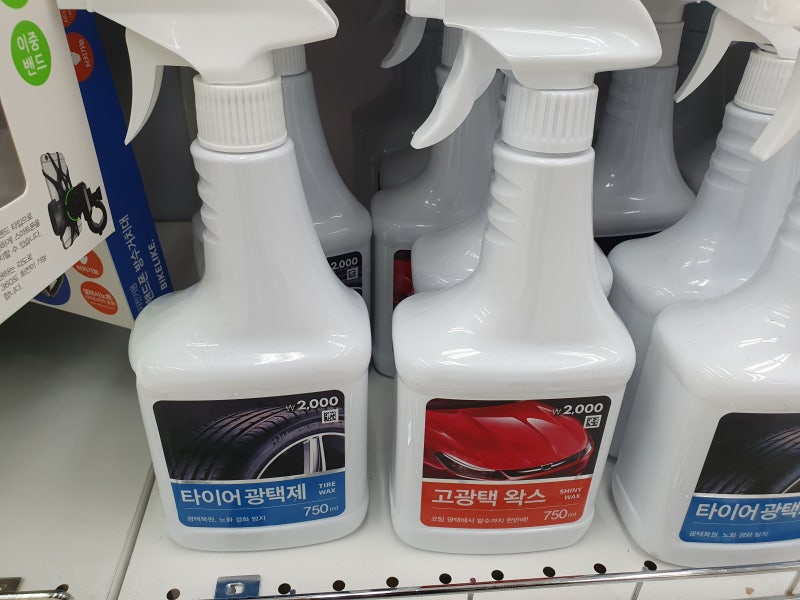 이중
밴드
BIKELIKE:
₩2,000
₩2,000
타이어 광택제
TIRE
WAX
750ml
광택복원, 노화 경화 방지
₩2,000
고광택 왁스
SHINY
WAX
750ml
코팅 광택에서 발수까지 한번에!
타이어 광택
광택복원, 노화 경화 방지